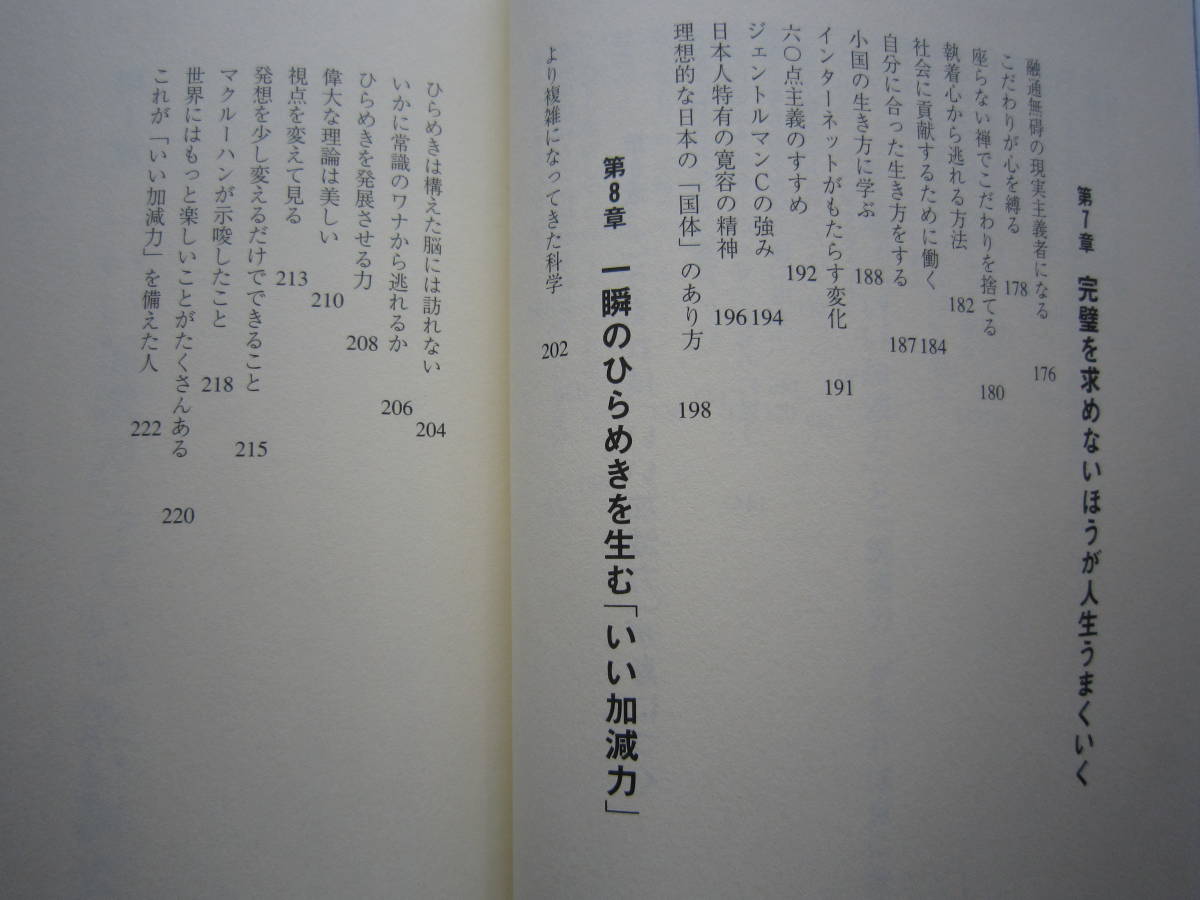 第7章 完璧を求めないほうが人生うまくいく
融通無碍の現実主義者になる 176
こだわりが心を縛る 178
座らない禅でこだわりを捨てる 180
執着心から逃れる方法 182
社会に貢献するために働く 184
自分に合った生き方をする 187
小国の生き方に学ぶ 188
インターネットがもたらす変化 191
六〇点主義のすすめ 192
ジェントルマンCの強み 194
日本人特有の寛容の精神 196
理想的な日本の「国体」のあり方 198
第8章 一瞬のひらめきを生む「いい加減力」
より複雑になってきた科学 202
ひらめきは構えた脳には訪れない 204
いかに常識のワナから逃れるか 206
ひらめきを発展させる力 208
偉大な理論は美しい 210
視点を変えて見る 213
発想を少し変えるだけでできること 215
マクルーハンが示唆したこと 218
世界にはもっと楽しいことがたくさんある 220
これが「いい加減力」を備えた人 222